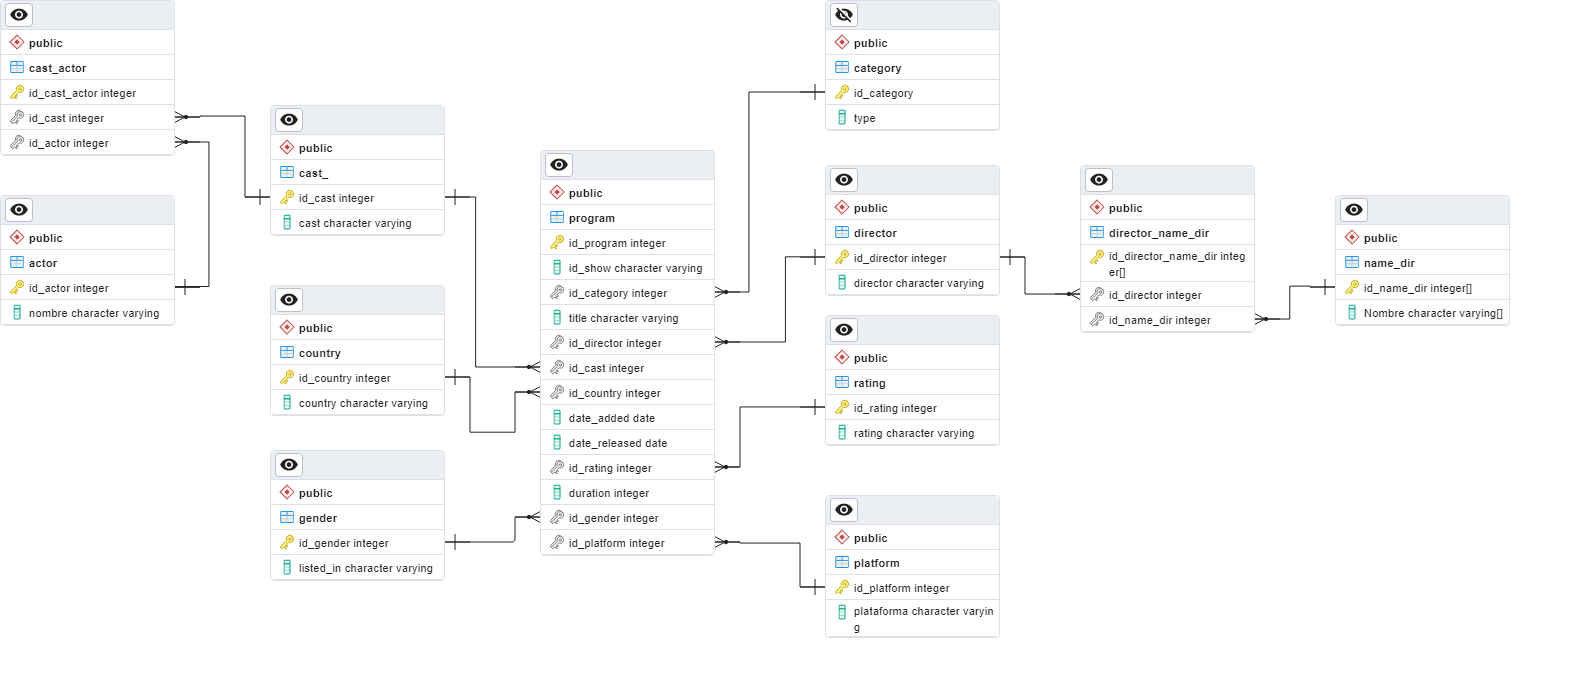 public
cast_actor
id_cast_actor integer
id_cast integer
id_actor integer
public
actor
id_actor integer
nombre character varying
public
cast_
id_cast integer
cast character varying
public
country
id_country integer
country character varying
public
gender
id_gender integer
listed_in character varying
public
program
id_program integer
id_show character varying
id_category integer
title character varying
id_director integer
id_cast integer
id_country integer
date_added date
date_released date
id_rating integer
duration integer
id_gender integer
id_platform integer
public
category
id_category
type
public
director
id_director integer
director character varying
public
rating
id_rating integer
rating character varying
public
platform
id_platform integer
plataforma character varyin
g
public
director_name_dir
id_director_name_dir integ
er[]
id_director integer
id_name_dir integer
public
name_dir
id_name_dir integer[]
Nombre character varying[]